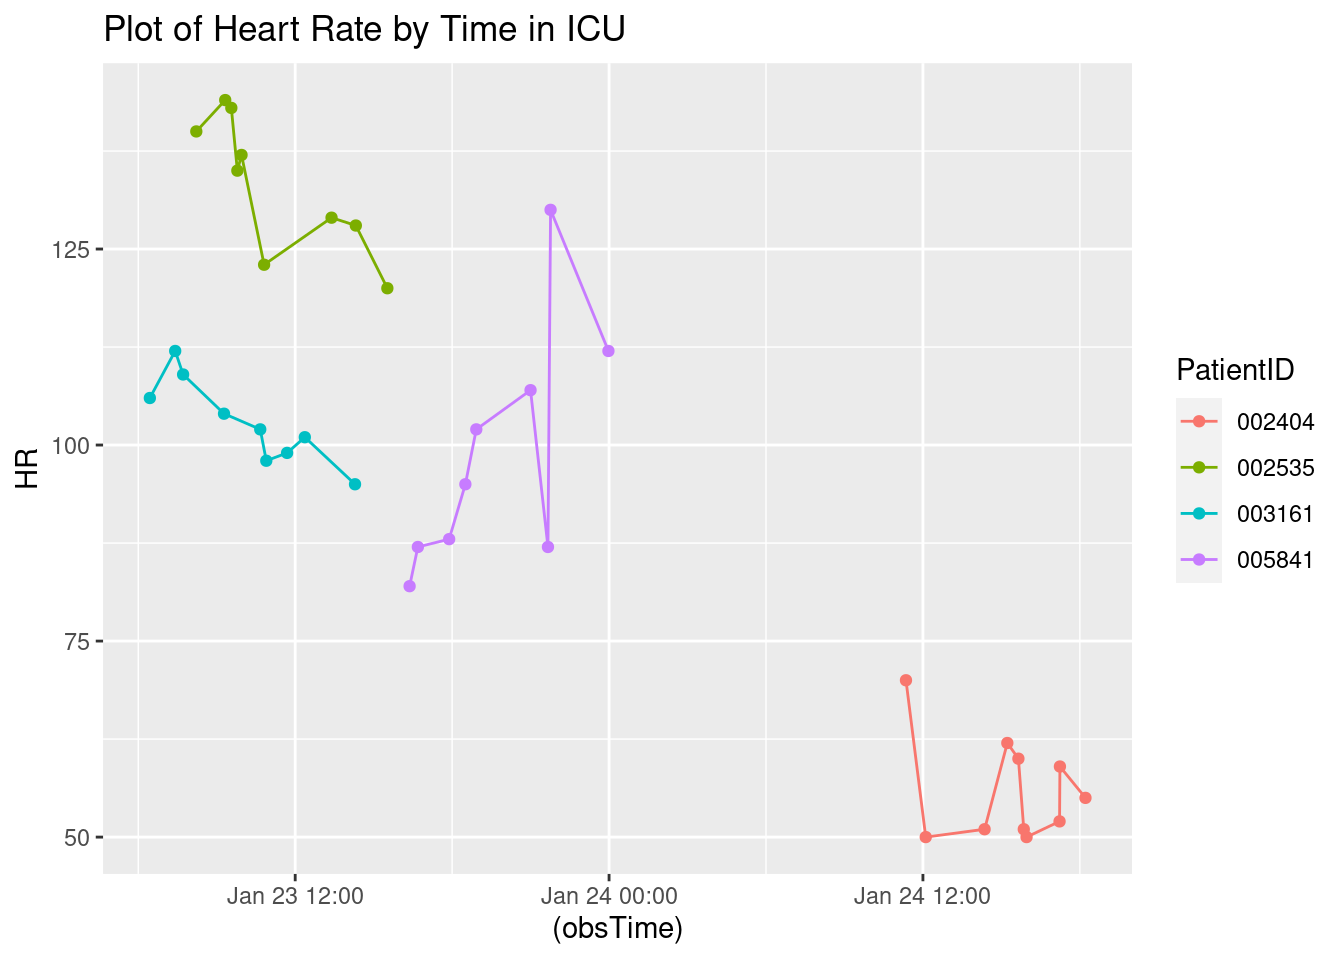 Plot of Heart Rate by Time in ICU
125
100
75
50
HR
Jan 23 12:00
Jan 24 00:00
Jan 24 12:00
(obsTime)
PatientID
002404
002535
003161
005841